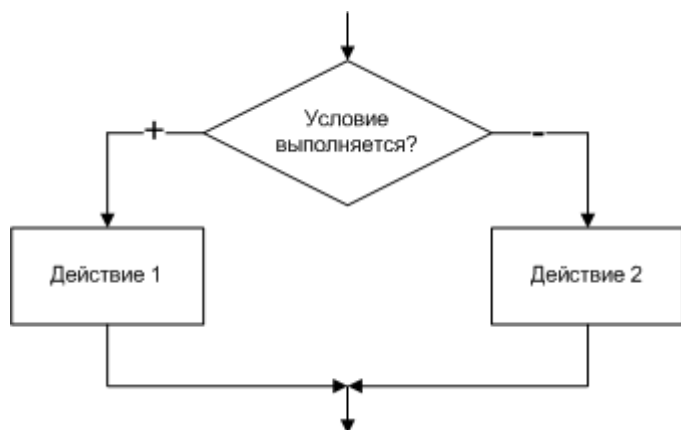 Условие
выполняется?
+
-
Действие 1
Действие 2